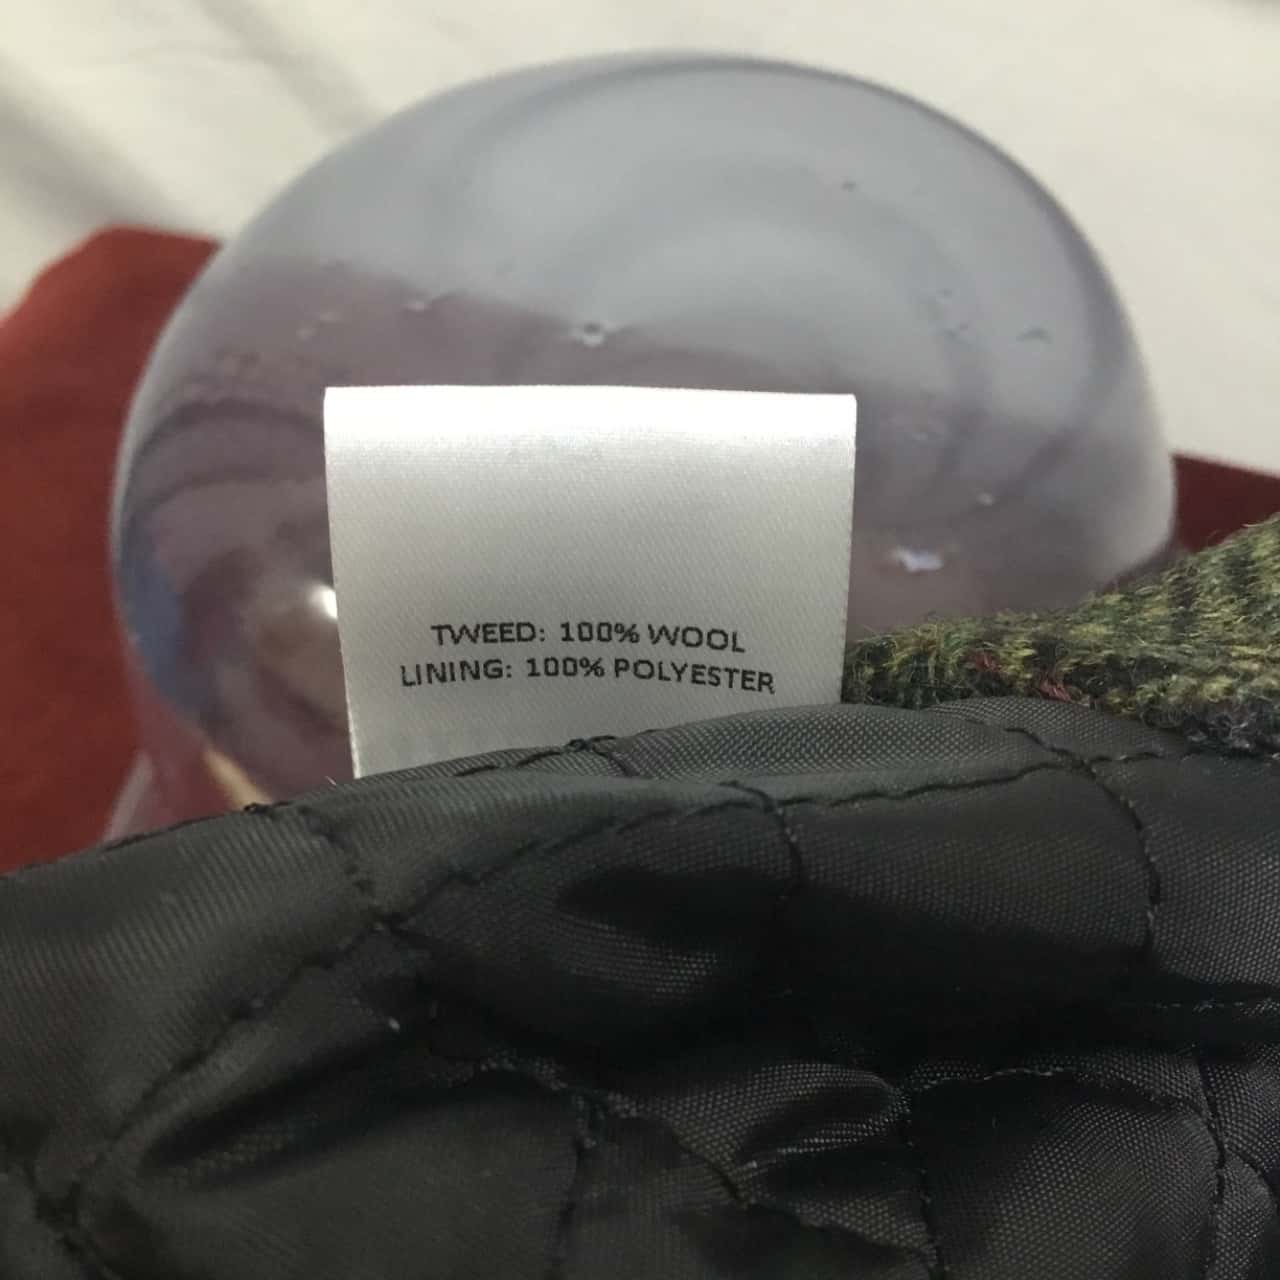 TWEED: 100% WOOL
LINING: 100% POLYESTER